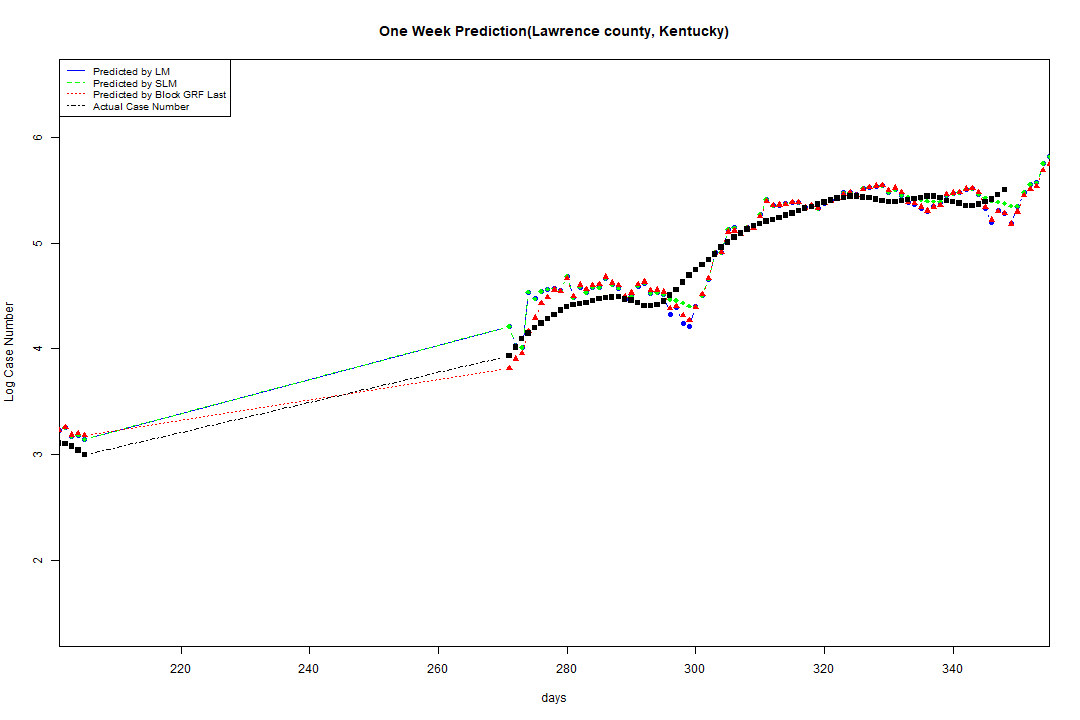 One Week Prediction(Lawrence county, Kentucky)
Predicted by LM
Predicted by SLM
Predicted by Block GRF Last
Actual Case Number
6
5
4
3
2
Log Case Number
220 240 260 280 300 320 340
days